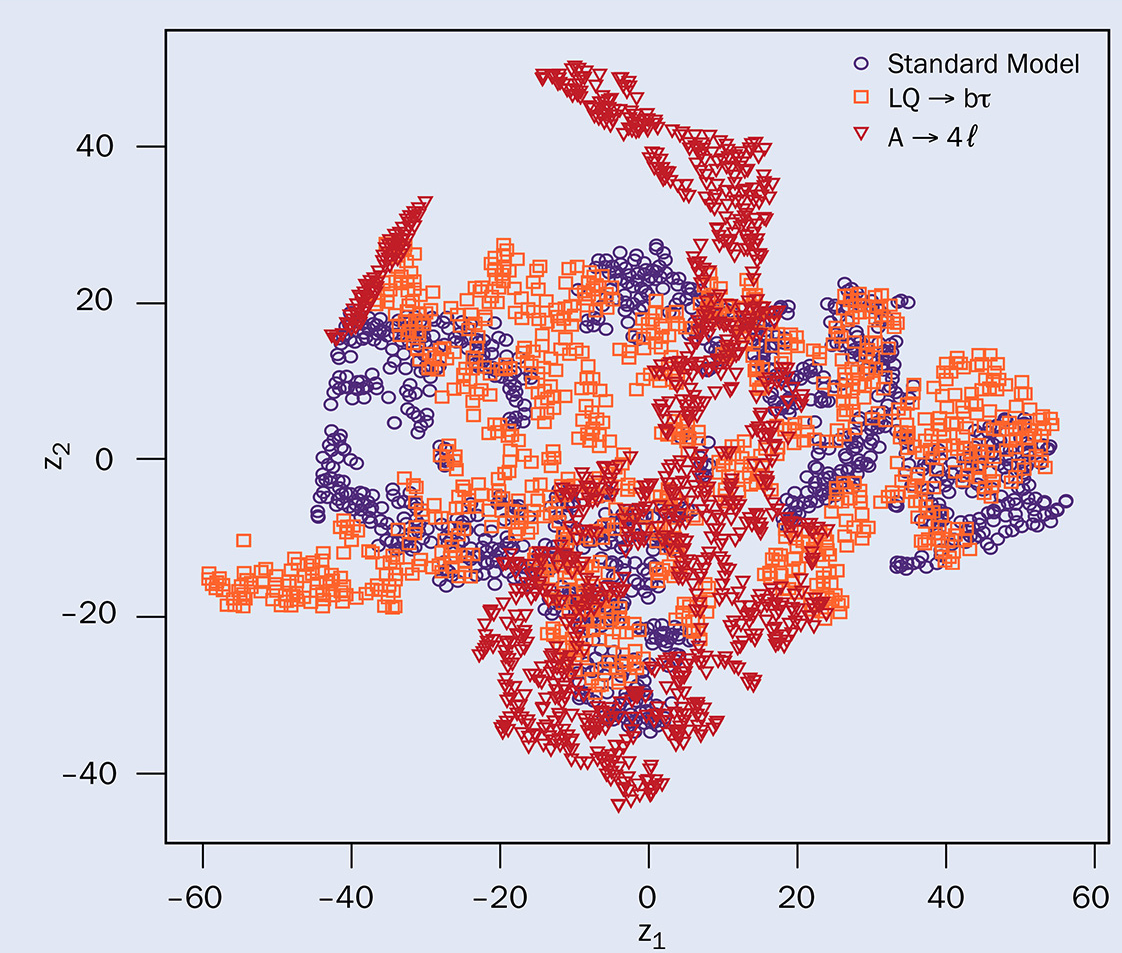 Standard Model
LQ → bτ
A → 4ℓ
40
20
0
–20
–40
z₂
–60
–40
–20
0
20
40
60
z₁